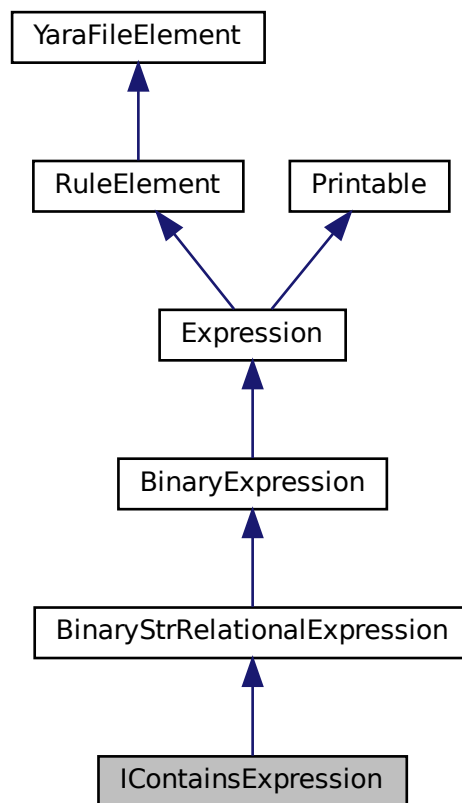 YaraFileElement
RuleElement
Printable
Expression
BinaryExpression
BinaryStrRelationalExpression
IContainsExpression